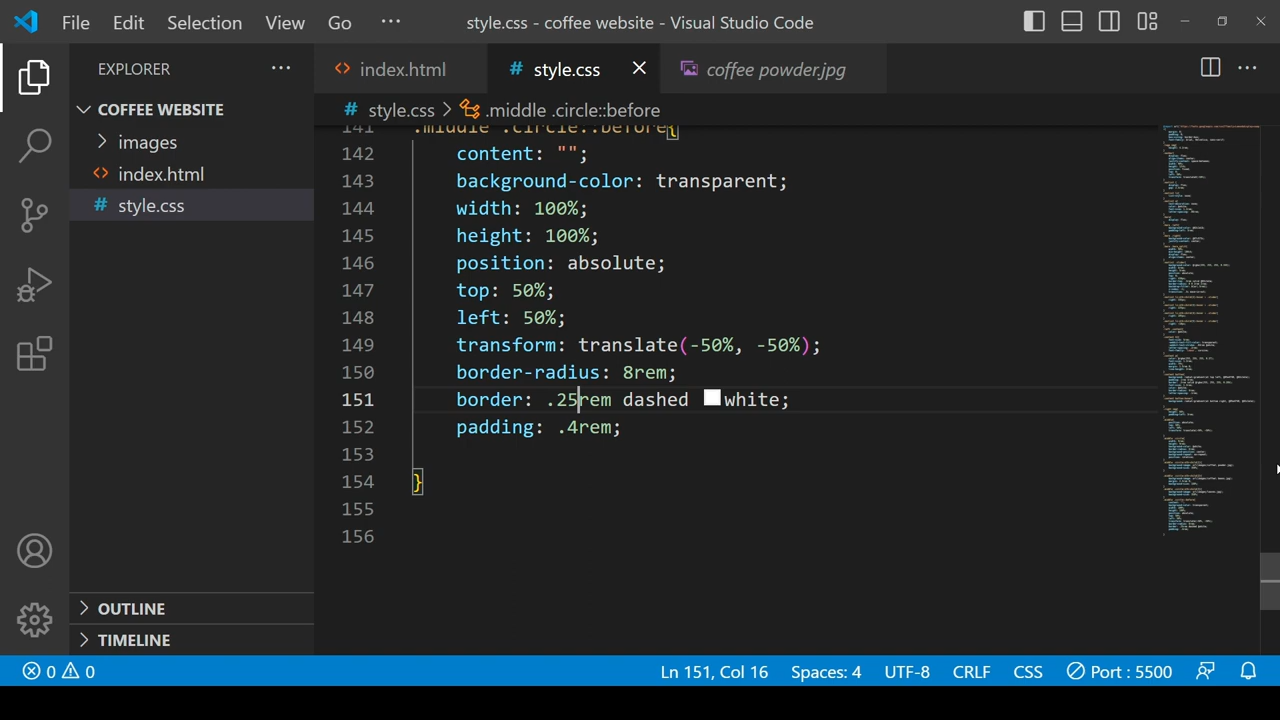 File Edit Selection View Go ··· style.css - coffee website - Visual Studio Code
EXPLORER ···
index.html
style.css
coffee powder.jpg
COFFEE WEBSITE
images
index.html
style.css
style.css > .middle .circle::before
141 .middle .circle::before{
142 content: "";
143 background-color: transparent;
144 width: 100%;
145 height: 100%;
146 position: absolute;
147 top: 50%;
148 left: 50%;
149 transform: translate(-50%, -50%);
150 border-radius: 8rem;
151 border: .25rem dashed white;
152 padding: .4rem;
153
154 }
155
156
OUTLINE
TIMELINE
0 0 Ln 151, Col 16 Spaces: 4 UTF-8 CRLF CSS Port : 5500